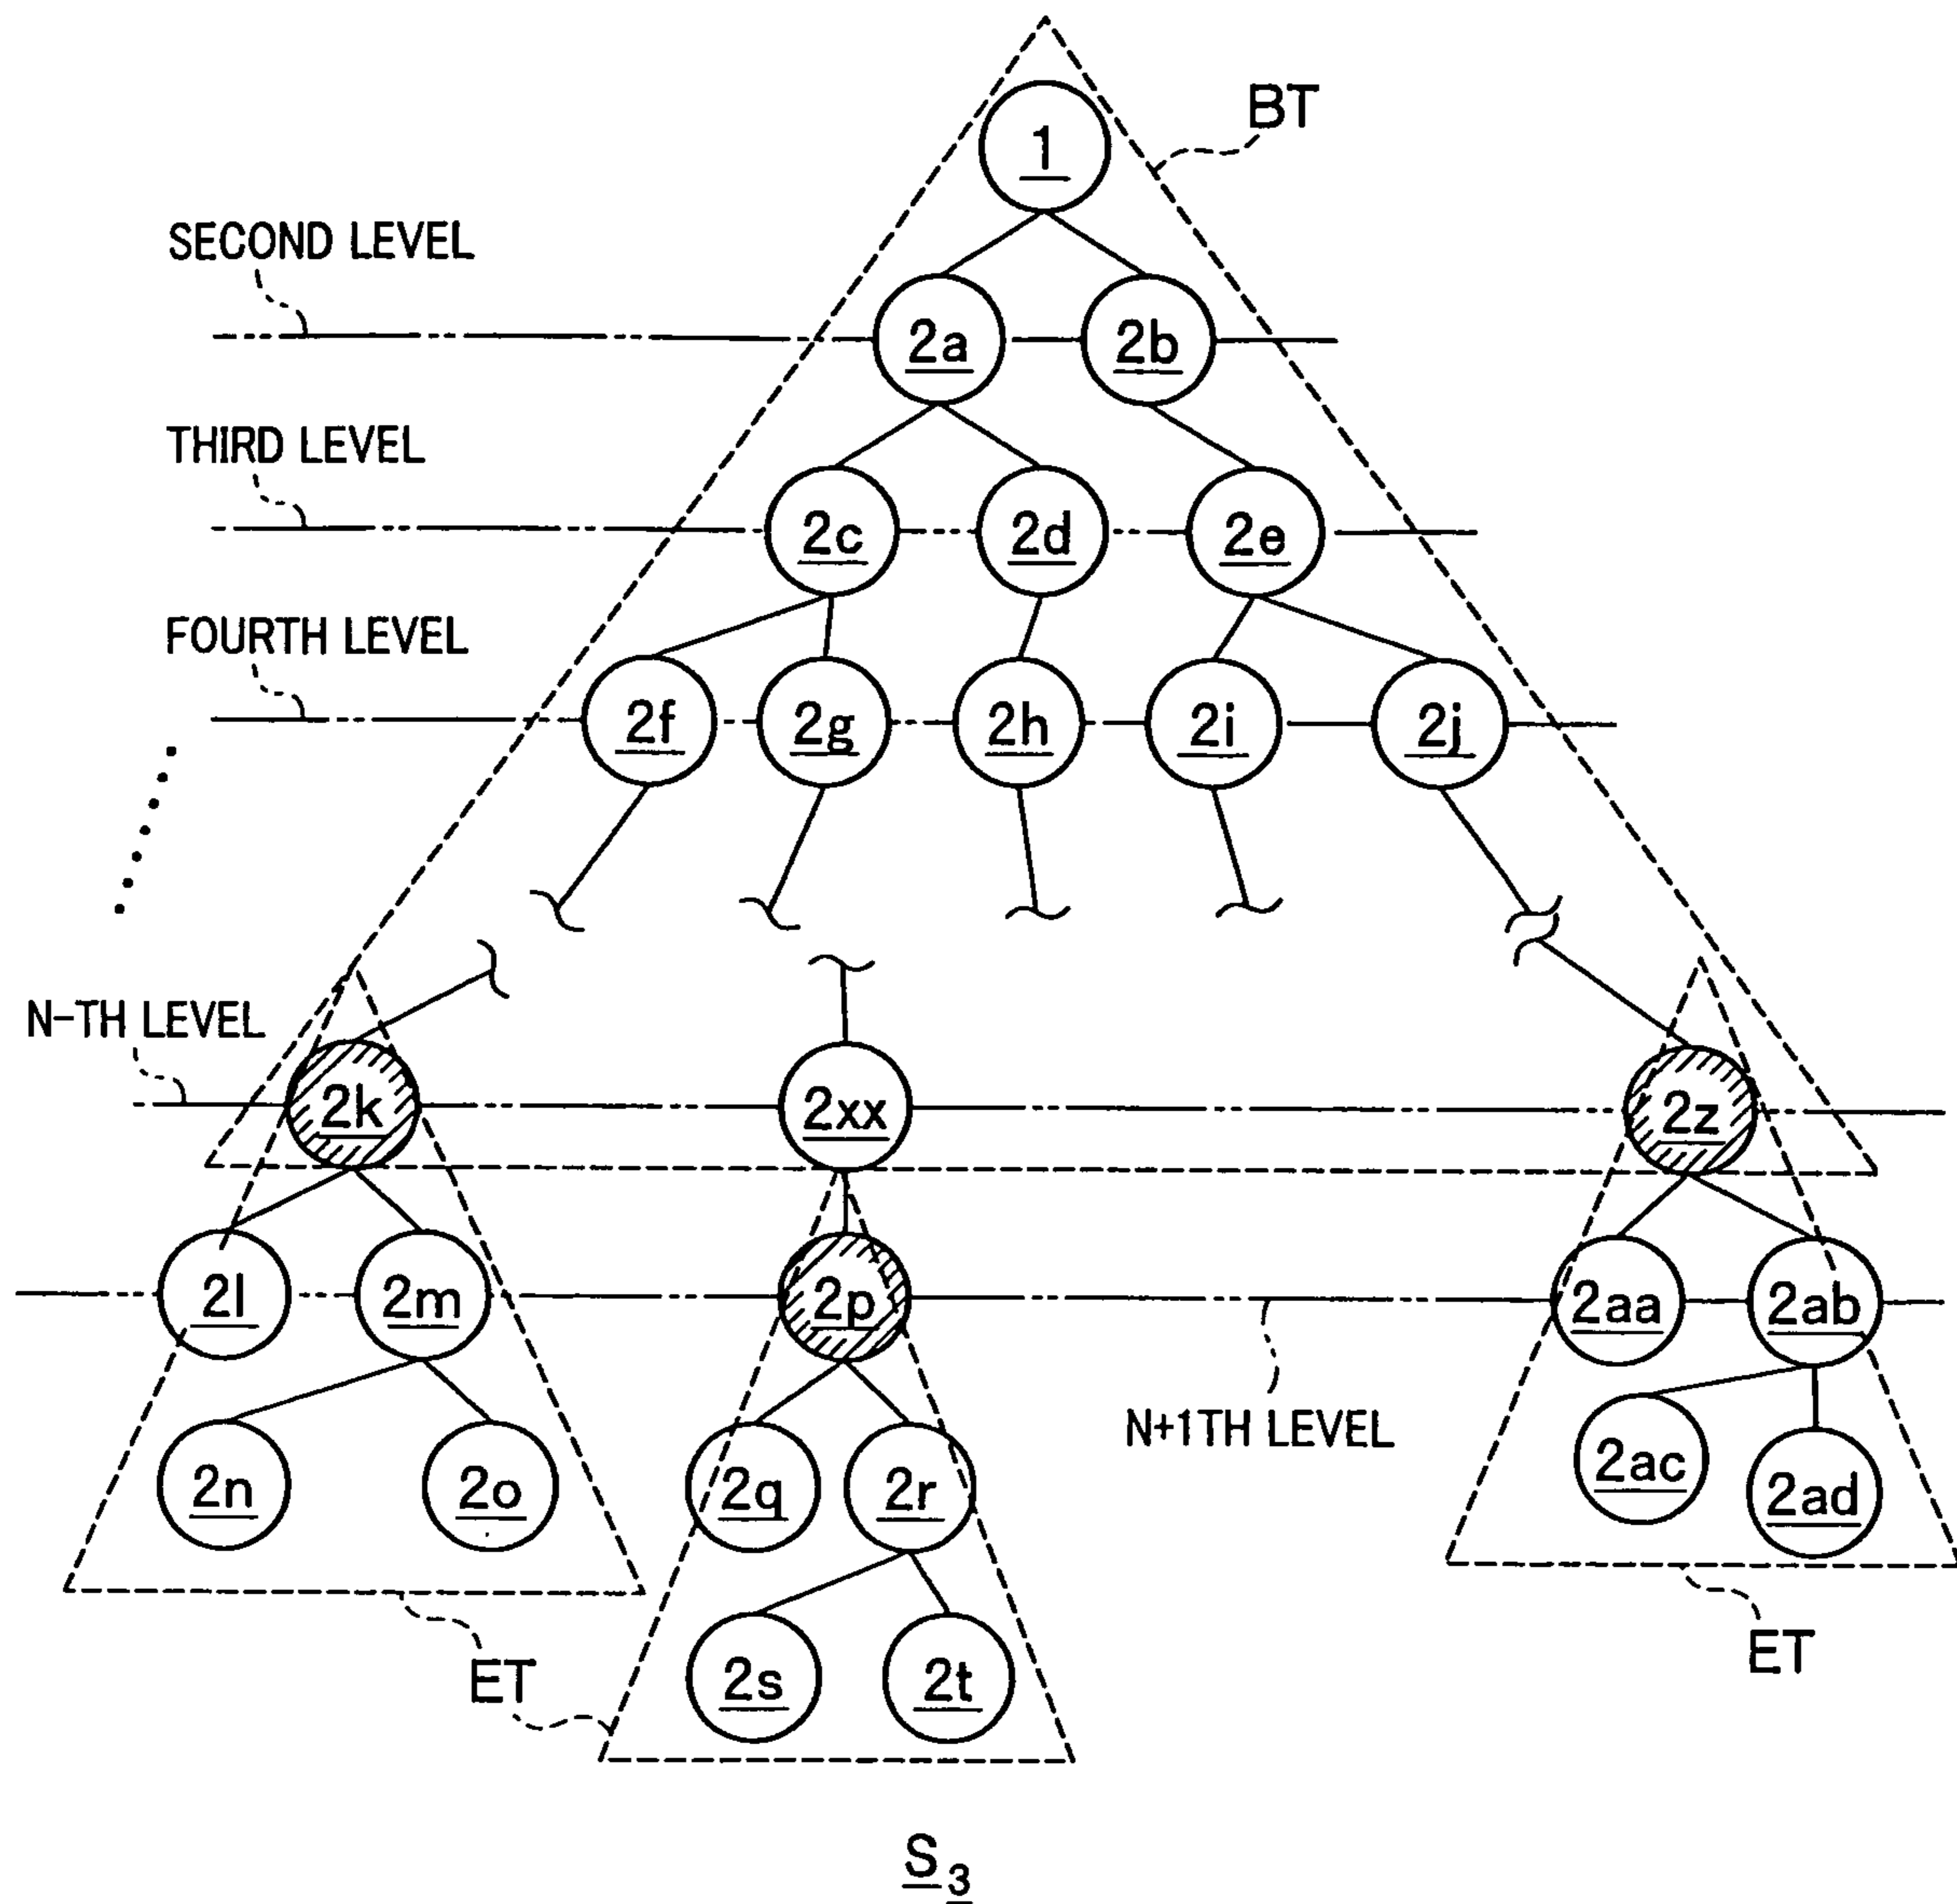 BT
1
SECOND LEVEL
2a 2b
THIRD LEVEL
2c 2d 2e
FOURTH LEVEL
2f 2g 2h 2i 2j
N-TH LEVEL
2k 2xx 2z
2l 2m 2p 2aa 2ab
N+1TH LEVEL
2n 2o 2q 2r 2ac 2ad
ET
2s 2t
ET
S3